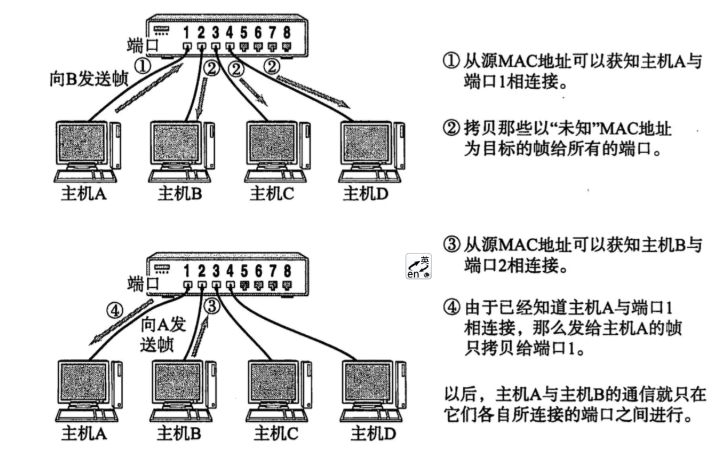 端口
1 2 3 4 5 6 7 8
①
②
②
②
向B发送帧
主机A
主机B
主机C
主机D
① 从源MAC地址可以获知主机A与
端口1相连接。
② 拷贝那些以“未知”MAC地址
为目标的帧给所有的端口。
端口
1 2 3 4 5 6 7 8
④
③
向A发
送帧
主机A
主机B
主机C
主机D
英
en
③ 从源MAC地址可以获知主机B与
端口2相连接。
④ 由于已经知道主机A与端口1
相连接，那么发给主机A的帧
只拷贝给端口1。
以后，主机A与主机B的通信就只在
它们各自所连接的端口之间进行。